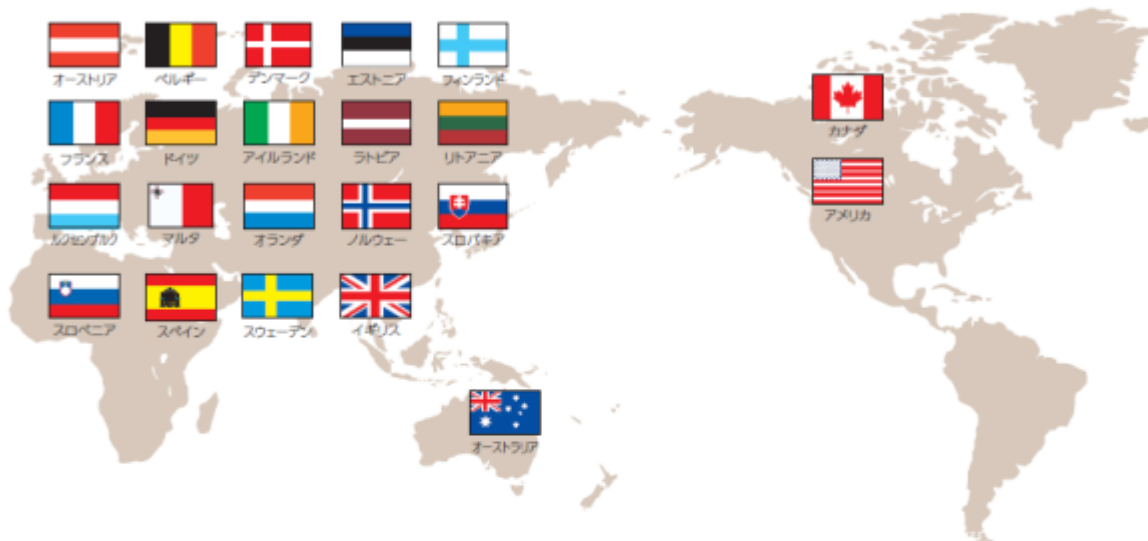 オーストリア
ベルギー
デンマーク
エストニア
フィンランド
フランス
ドイツ
アイルランド
ラトビア
リトアニア
ルクセンブルク
マルタ
オランダ
ノルウェー
スロバキア
スロベニア
スペイン
スウェーデン
イギリス
カナダ
アメリカ
オーストラリア